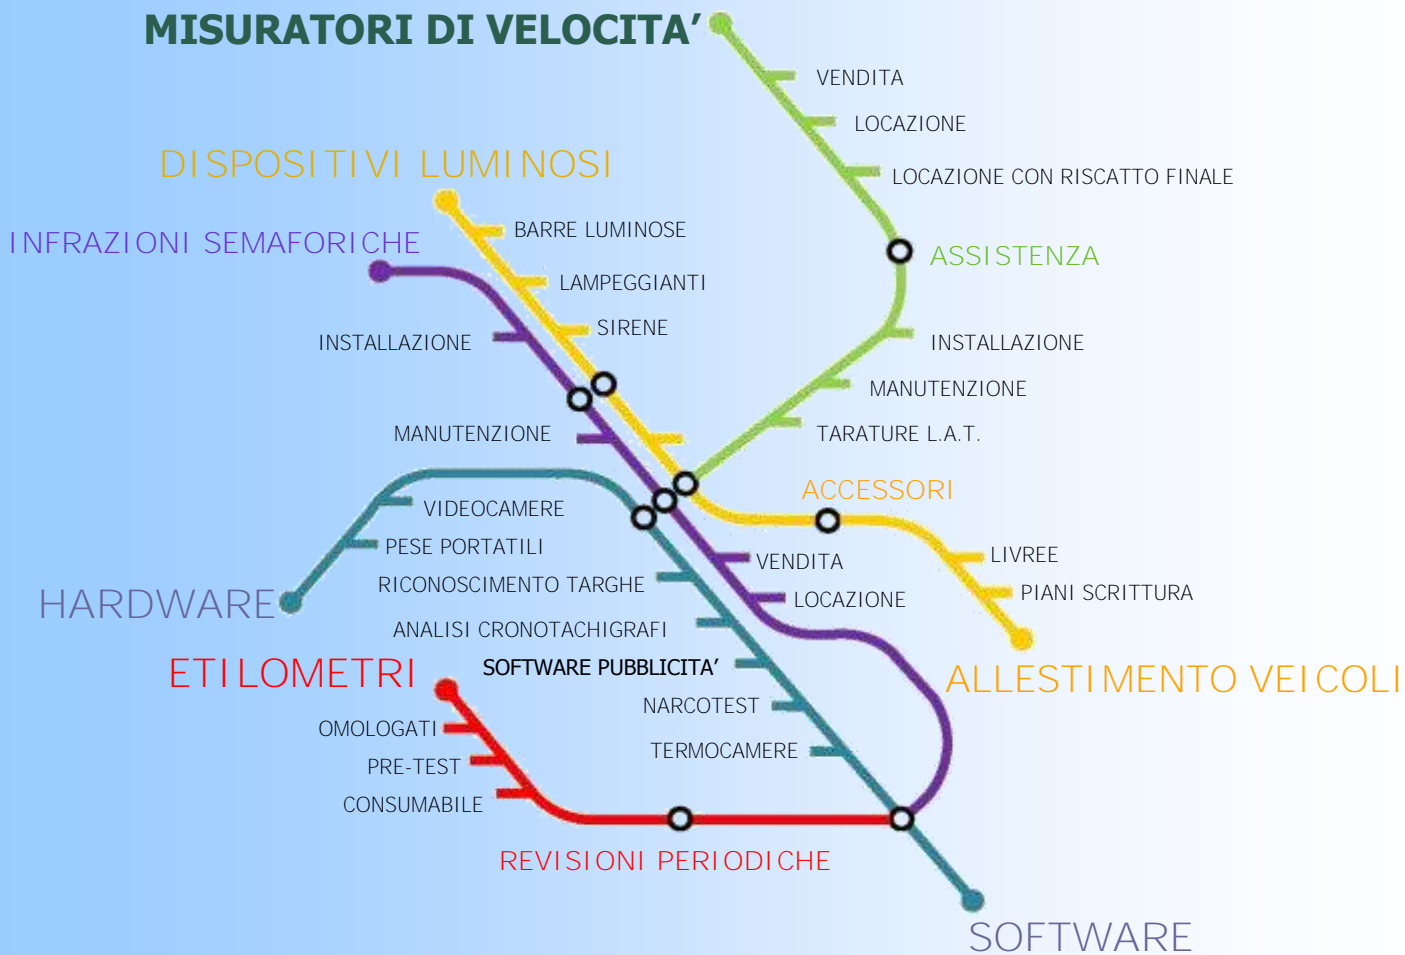 MISURATORI DI VELOCITA’
VENDITA
LOCAZIONE
LOCAZIONE CON RISCATTO FINALE
DISPOSITIVI LUMINOSI
BARRE LUMINOSE
INFRAZIONI SEMAFORICHE
ASSISTENZA
LAMPEGGIANTI
SIRENE
INSTALLAZIONE
INSTALLAZIONE
MANUTENZIONE
MANUTENZIONE
TARATURE L.A.T.
ACCESSORI
VIDEOCAMERE
PESE PORTATILI
LIVREE
VENDITA
RICONOSCIMENTO TARGHE
PIANI SCRITTURA
LOCAZIONE
HARDWARE
ANALISI CRONOTACHIGRAFI
SOFTWARE PUBBLICITA’
ETILOMETRI
ALLESTIMENTO VEICOLI
NARCOTEST
OMOLOGATI
TERMOCAMERE
PRE-TEST
CONSUMABILE
REVISIONI PERIODICHE
SOFTWARE